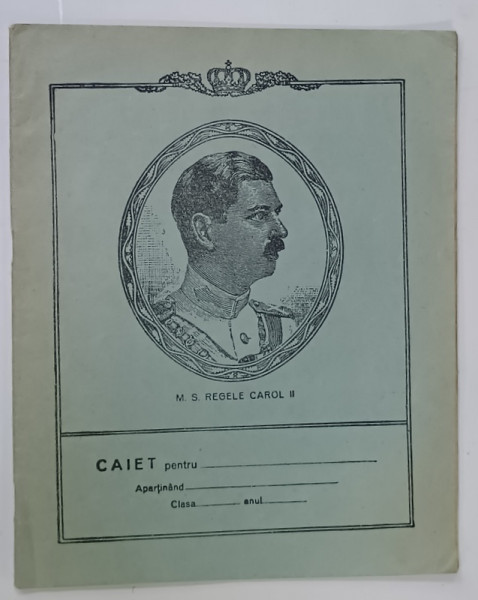 M. S. REGELE CAROL II
CAIET pentru
Aparținând
Clasa anul